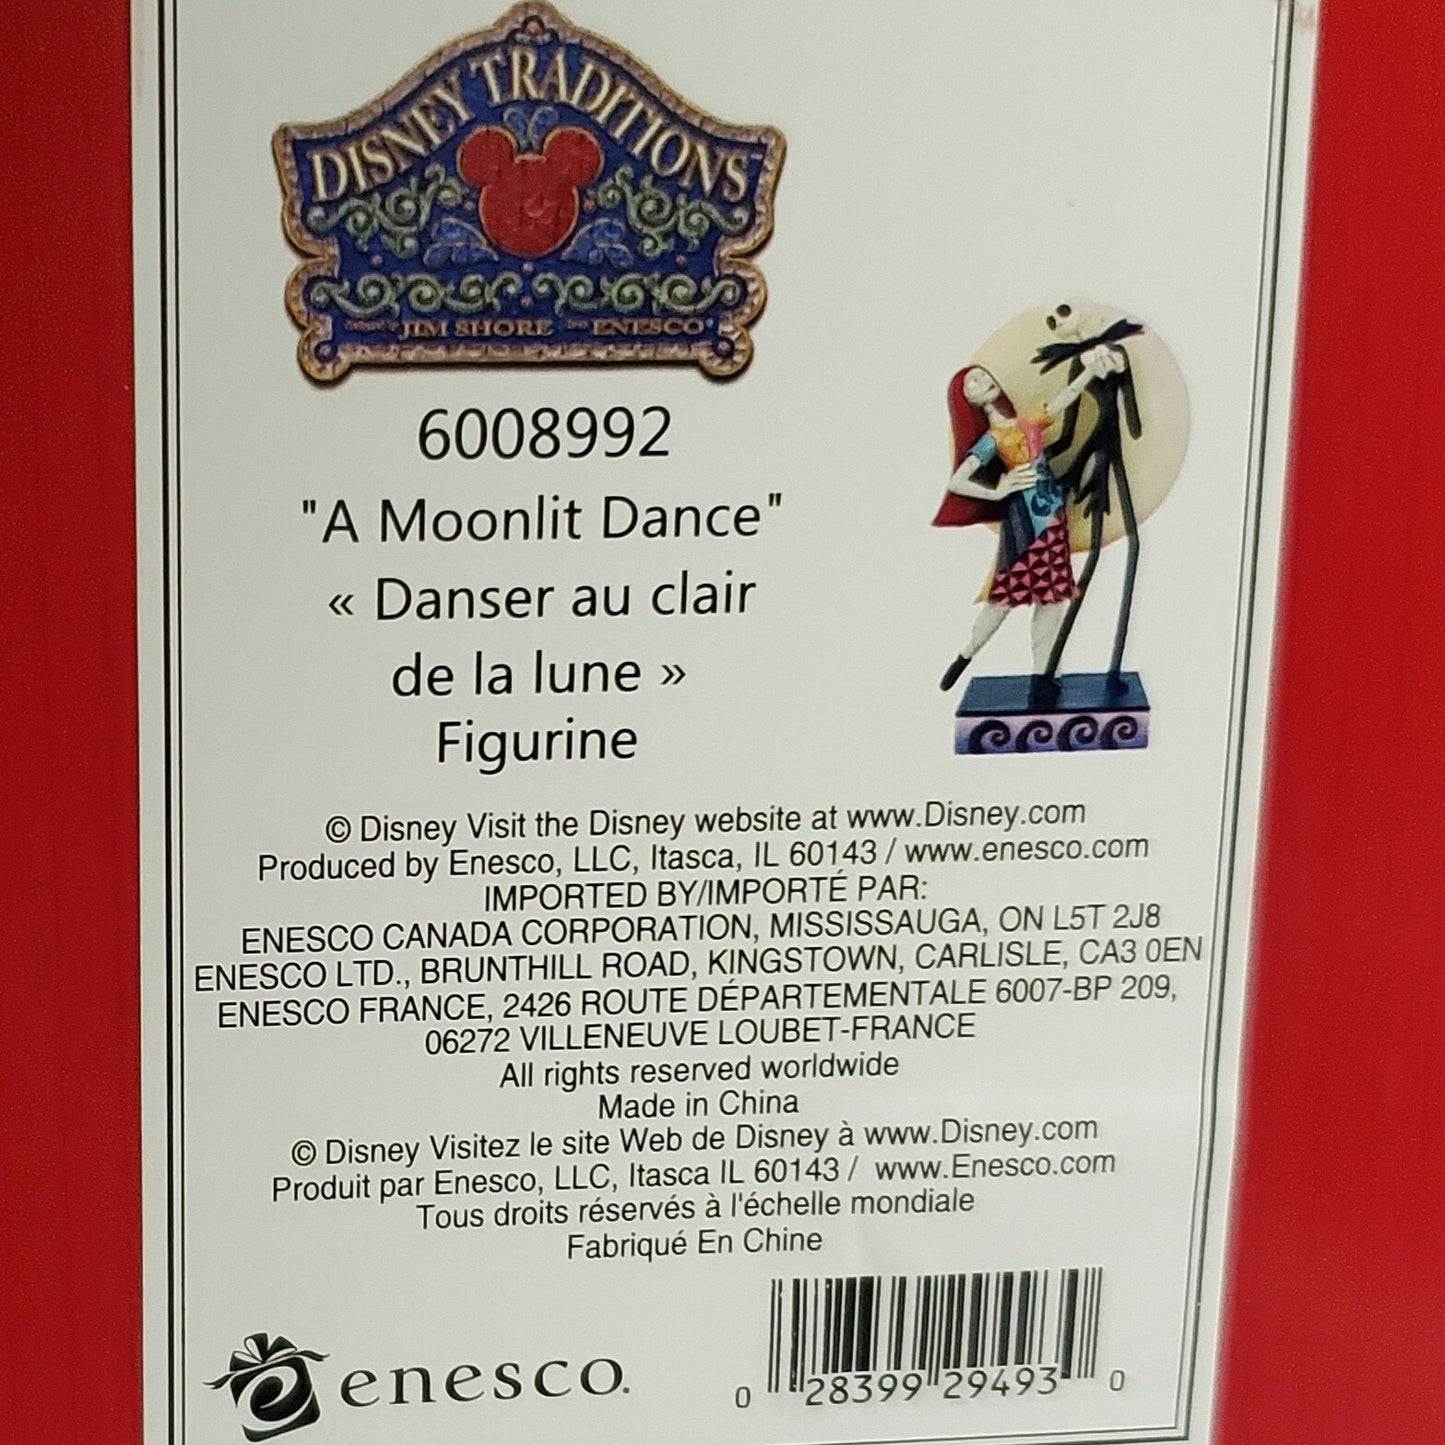 DISNEY TRADITIONS
JIM SHORE ENESCO
6008992
"A Moonlit Dance"
« Danser au clair
de la lune »
Figurine
© Disney Visit the Disney website at www.Disney.com
Produced by Enesco, LLC, Itasca, IL 60143 / www.enesco.com
IMPORTED BY/IMPORTÉ PAR:
ENESCO CANADA CORPORATION, MISSISSAUGA, ON L5T 2J8
ENESCO LTD., BRUNTHILL ROAD, KINGSTOWN, CARLISLE, CA3 0EN
ENESCO FRANCE, 2426 ROUTE DÉPARTEMENTALE 6007-BP 209,
06272 VILLENEUVE LOUBET-FRANCE
All rights reserved worldwide
Made in China
© Disney Visitez le site Web de Disney à www.Disney.com
Produit par Enesco, LLC, Itasca IL 60143 / www.Enesco.com
Tous droits réservés à l'échelle mondiale
Fabriqué En Chine
enesco.
0 28399 29493 0